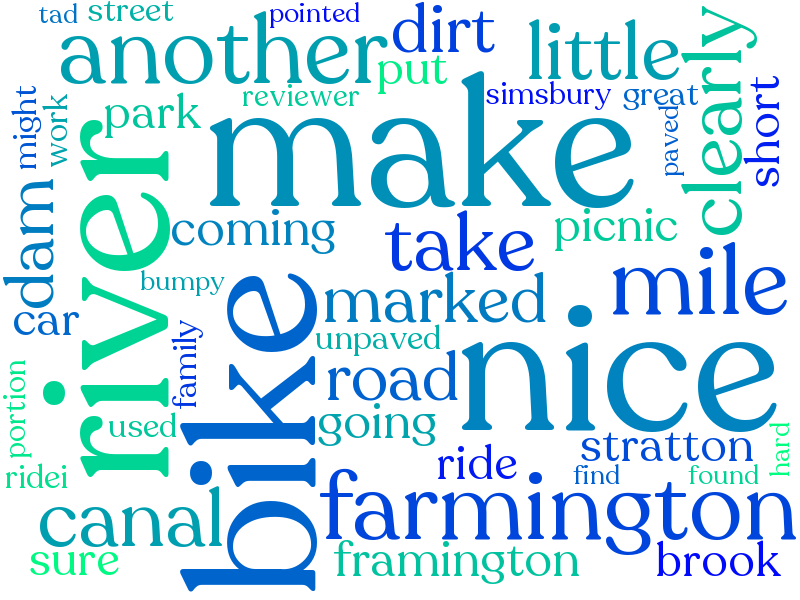 tad
street
pointed
another
dirt
little
clearly
put
reviewer
simsbury
great
might
work
park
make
paved
short
river
dam
coming
take
picnic
bumpy
mile
car
bike
marked
unpaved
family
road
nice
portion
used
going
stratton
hard
ridei
ride
find
found
canal
farmington
sure
framington
brook